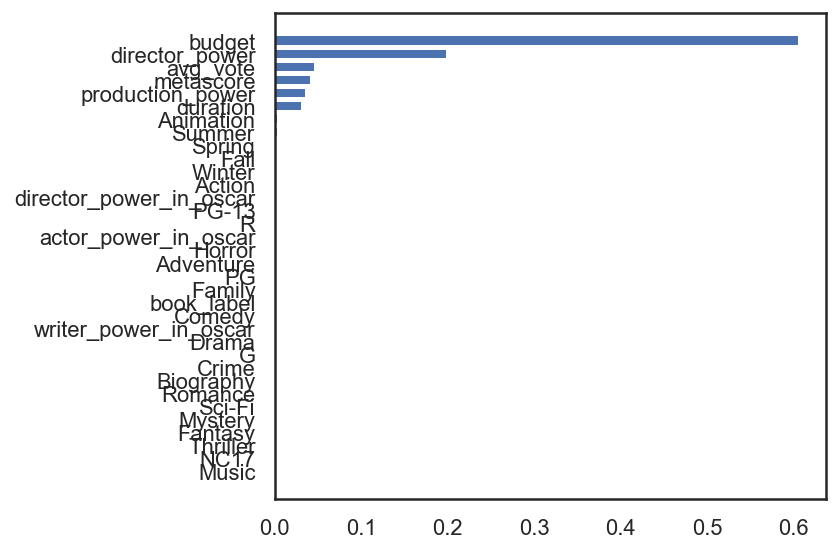 budget
director_power
avg_vote
metascore
production_power
duration
Animation
Summer
Spring
Fall
Winter
Action
director_power_in_oscar
PG-13
R
actor_power_in_oscar
Horror
Adventure
PG
Family
book_label
Comedy
writer_power_in_oscar
Drama
G
Crime
Biography
Romance
Sci-Fi
Mystery
Fantasy
Thriller
NC17
Music
0.0 0.1 0.2 0.3 0.4 0.5 0.6